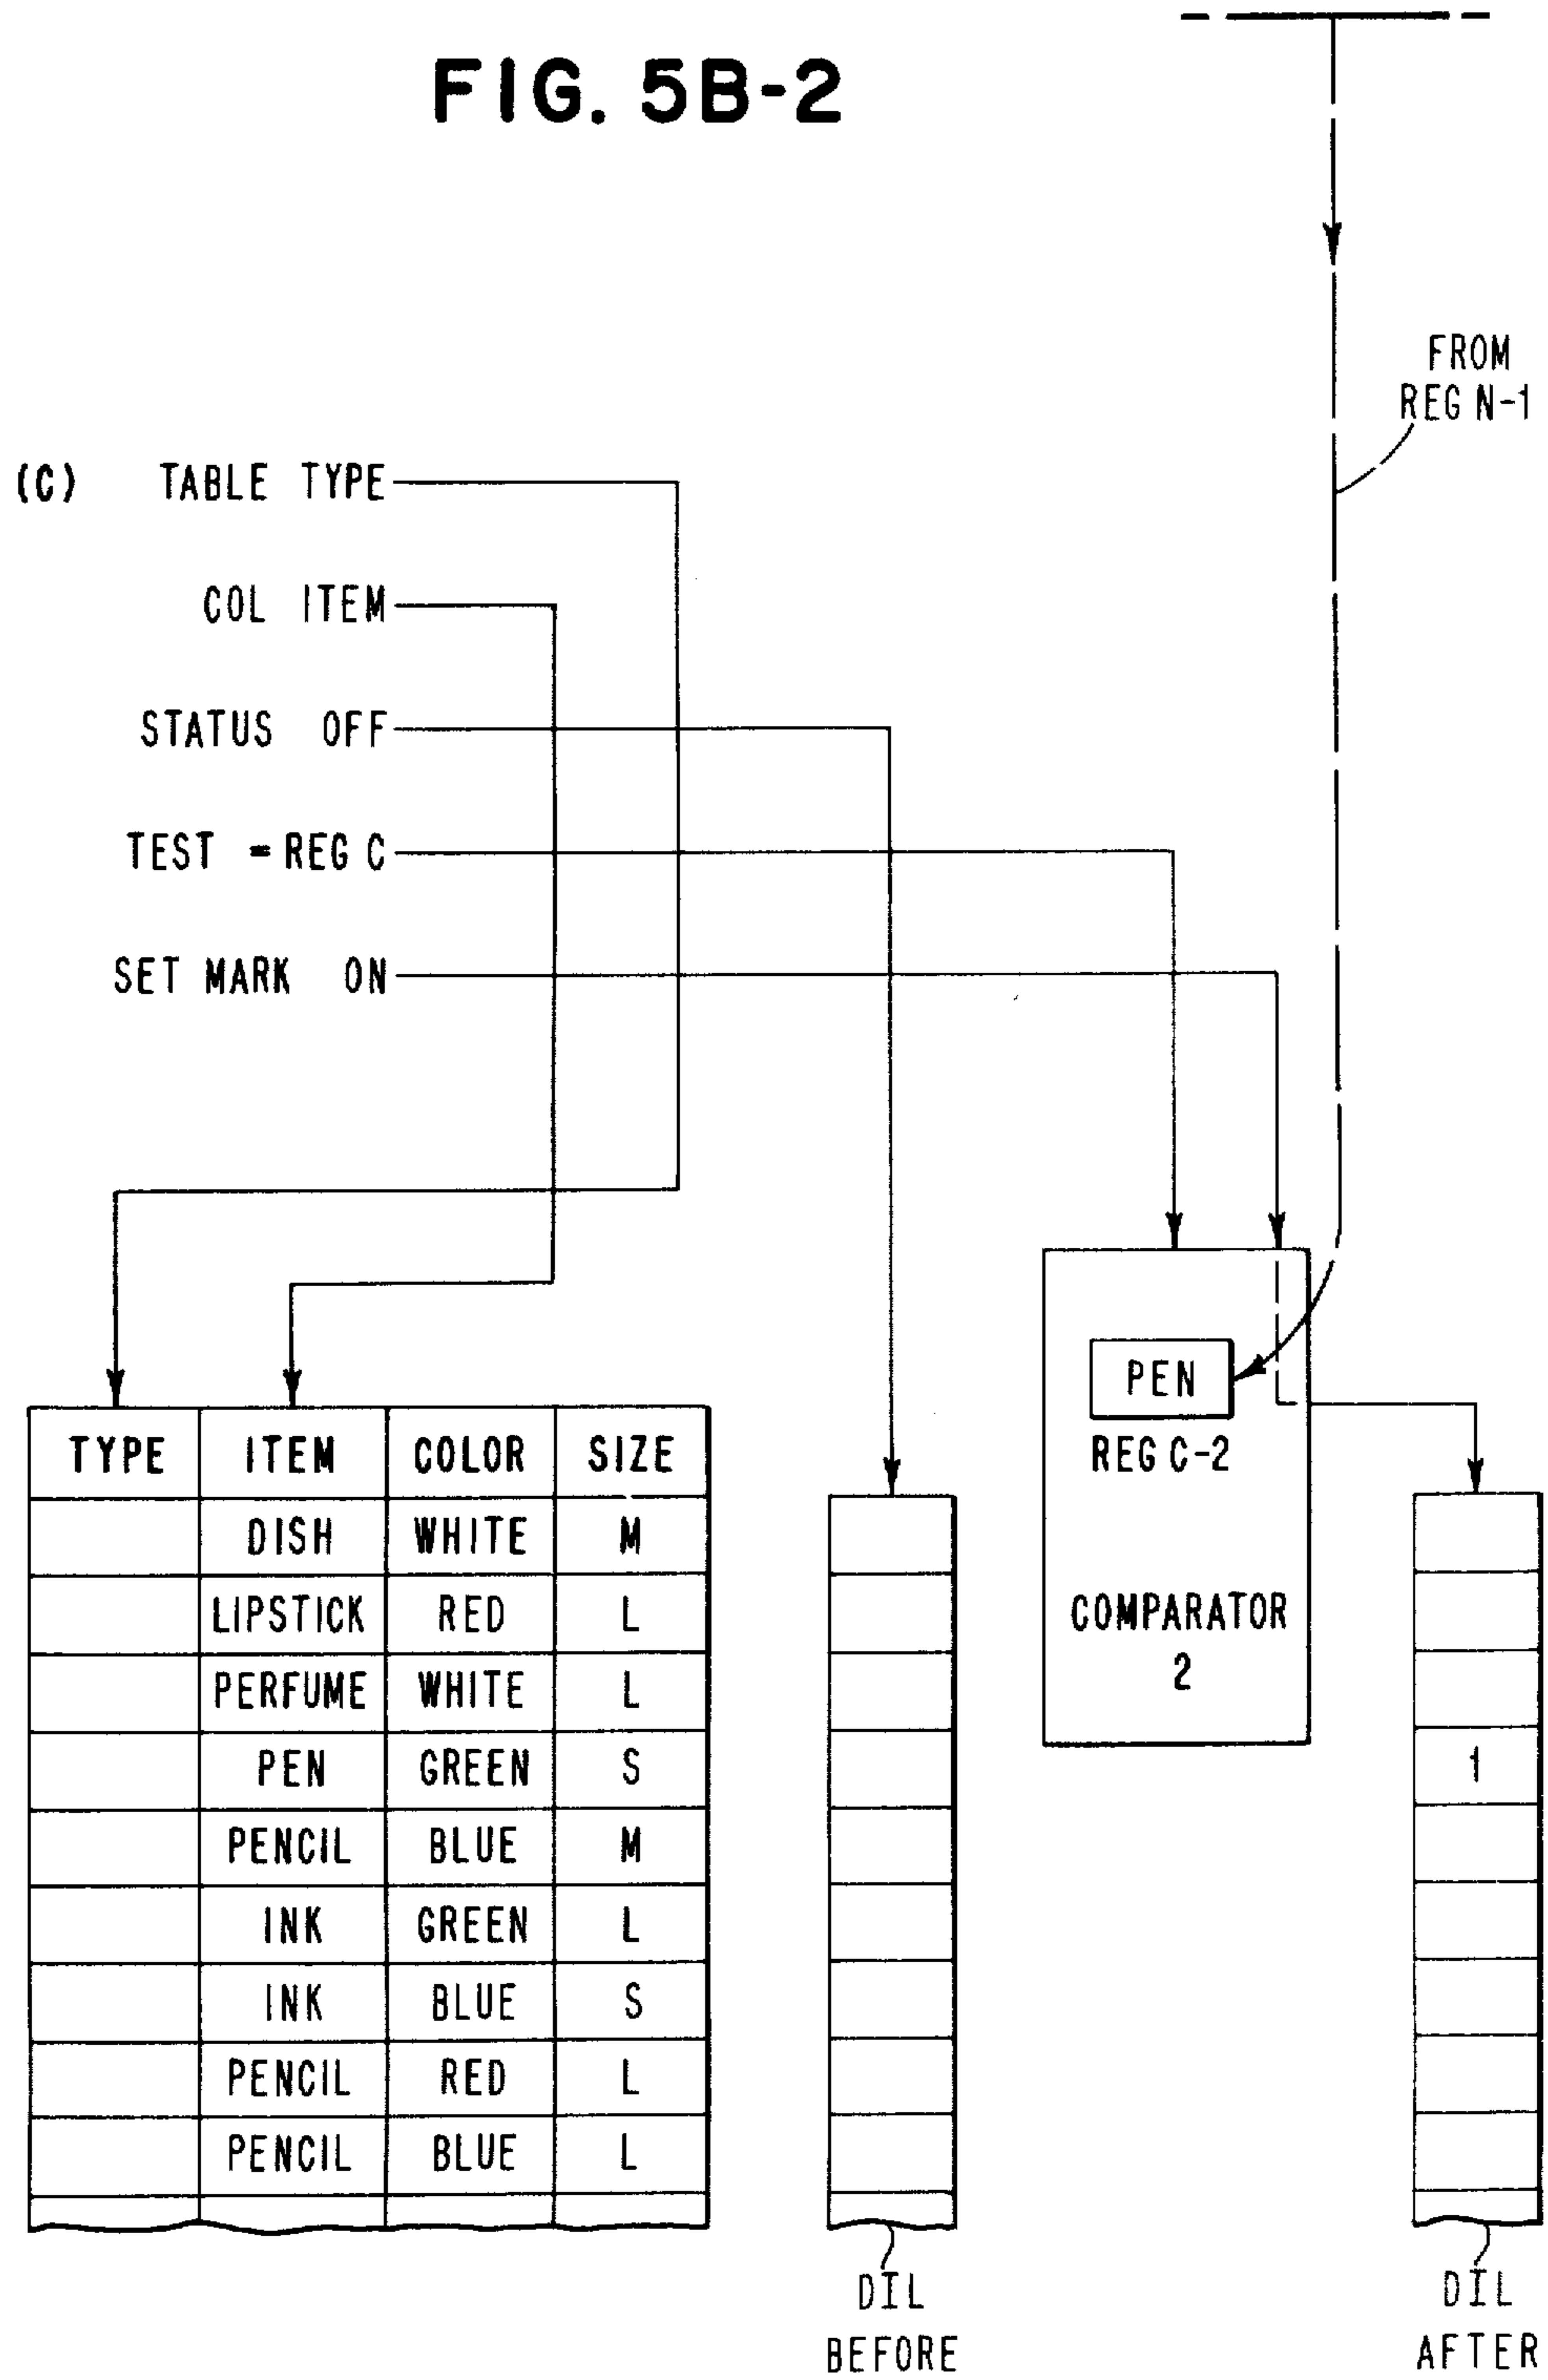 FIG. 5B-2
FROM
REG N-1
(C) TABLE TYPE
COL ITEM
STATUS OFF
TEST = REG C
SET MARK ON
PEN
REG C-2
COMPARATOR
2
TYPE ITEM COLOR SIZE
DISH WHITE M
LIPSTICK RED L
PERFUME WHITE L
PEN GREEN S
PENCIL BLUE M
INK GREEN L
INK BLUE S
PENCIL RED L
PENCIL BLUE L
1
DIL
BEFORE
DIL
AFTER